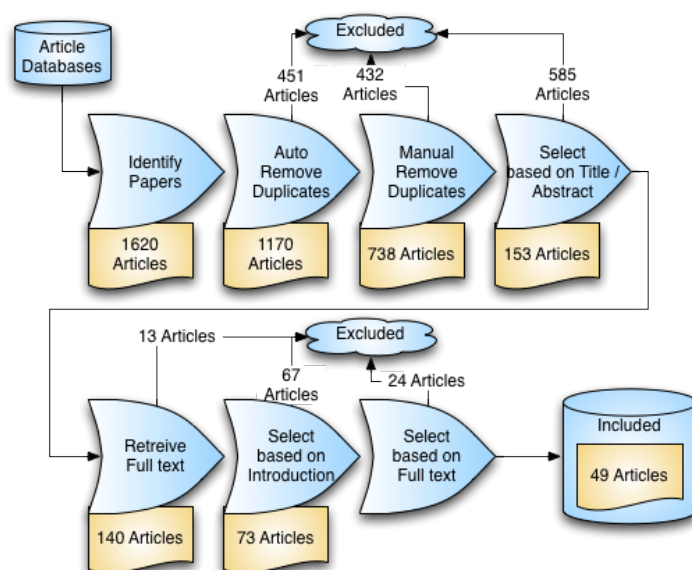 Excluded
Article
Databases
451
Articles
432
Articles
585
Articles
Identify
Papers
Auto
Remove
Duplicates
Manual
Remove
Duplicates
Select
based on Title /
Abstract
1620
Articles
1170
Articles
738 Articles
153 Articles
13 Articles
Excluded
67
Articles
24 Articles
Retreive
Full text
Select
based on
Introduction
Select
based on
Full text
Included
49 Articles
140 Articles
73 Articles